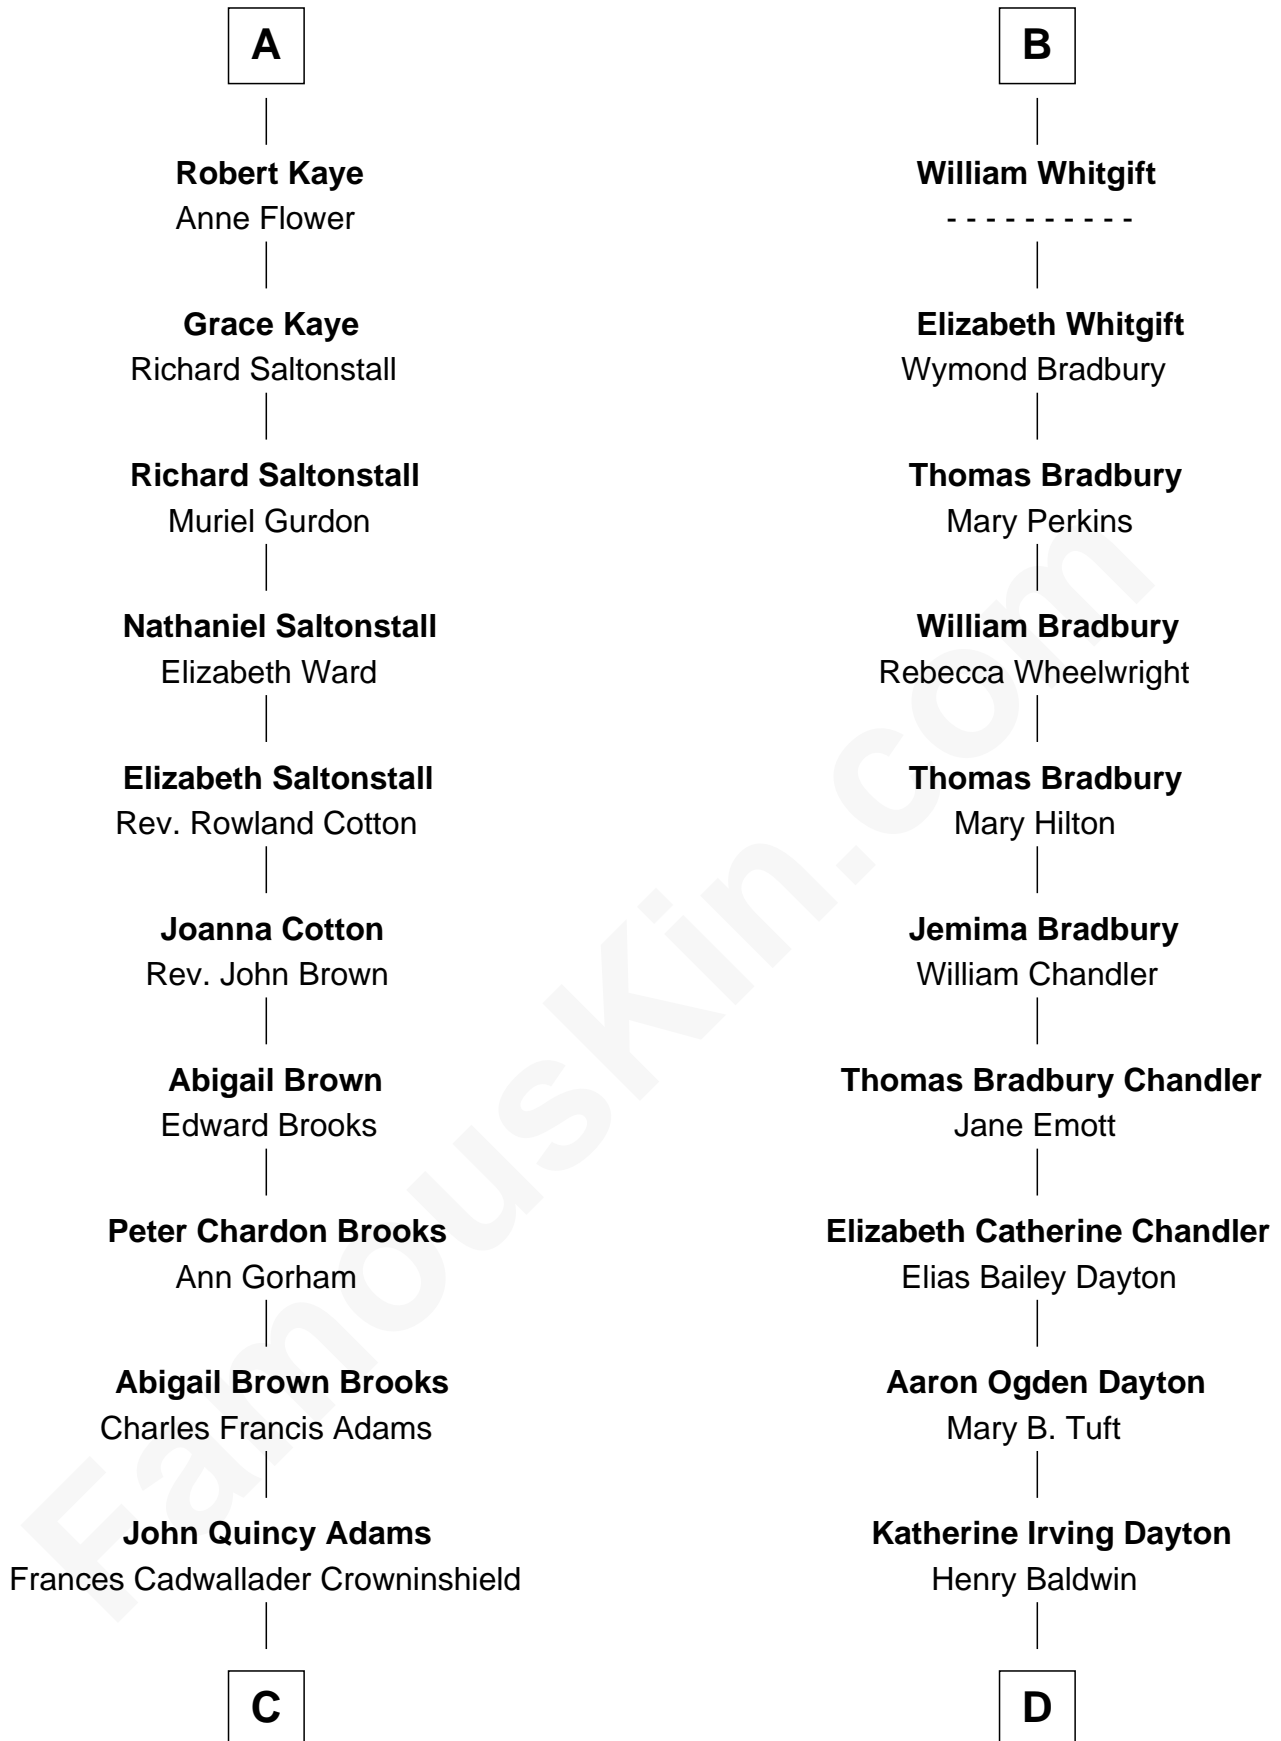 A
Robert Kaye
Anne Flower
Grace Kaye
Richard Saltonstall
Richard Saltonstall
Muriel Gurdon
Nathaniel Saltonstall
Elizabeth Ward
Elizabeth Saltonstall
Rev. Rowland Cotton
Joanna Cotton
Rev. John Brown
Abigail Brown
Edward Brooks
Peter Chardon Brooks
Ann Gorham
Abigail Brown Brooks
Charles Francis Adams
John Quincy Adams
Frances Cadwallader Crowninshield
C
B
William Whitgift
- - - - - - - - - -
Elizabeth Whitgift
Wymond Bradbury
Thomas Bradbury
Mary Perkins
William Bradbury
Rebecca Wheelwright
Thomas Bradbury
Mary Hilton
Jemima Bradbury
William Chandler
Thomas Bradbury Chandler
Jane Emott
Elizabeth Catherine Chandler
Elias Bailey Dayton
Aaron Ogden Dayton
Mary B. Tuft
Katherine Irving Dayton
Henry Baldwin
D
FamousKin.com